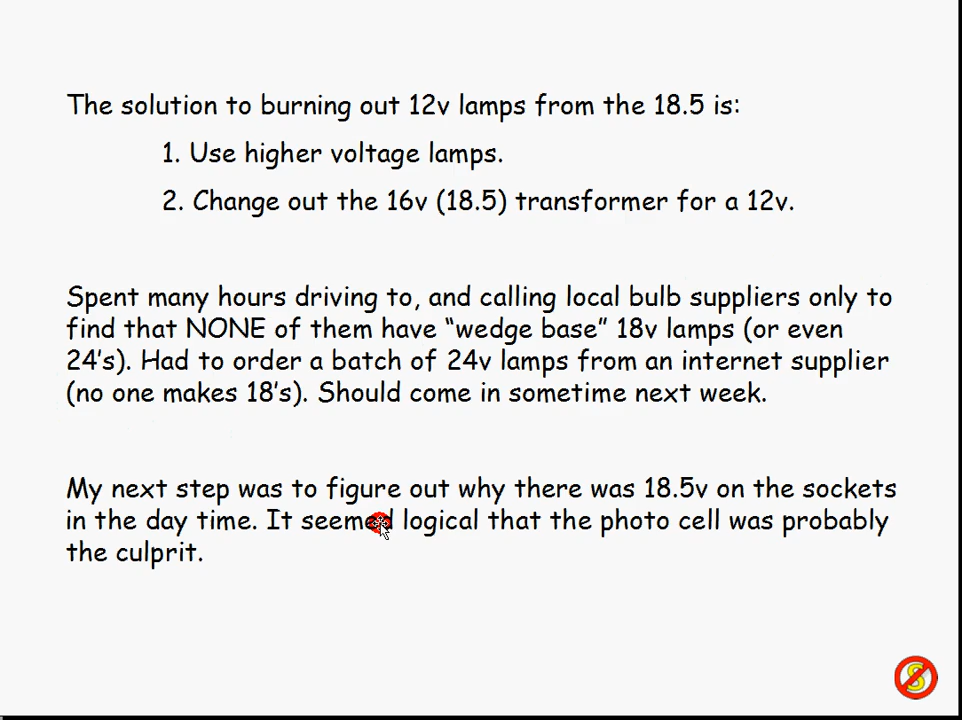 The solution to burning out 12v lamps from the 18.5 is:
1. Use higher voltage lamps.
2. Change out the 16v (18.5) transformer for a 12v.
Spent many hours driving to, and calling local bulb suppliers only to
find that NONE of them have “wedge base” 18v lamps (or even
24's). Had to order a batch of 24v lamps from an internet supplier
(no one makes 18's). Should come in sometime next week.
My next step was to figure out why there was 18.5v on the sockets
in the day time. It seemed logical that the photo cell was probably
the culprit.
S